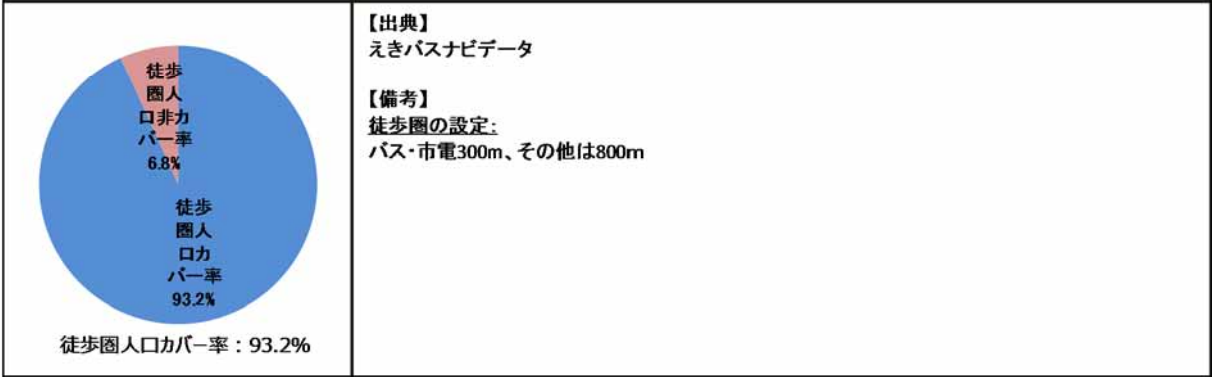 徒歩
圏人
口非カ
バー率
6.8%
徒歩
圏人
口カ
バー率
93.2%
徒歩圏人口カバー率：93.2%
【出典】
えきバスナビデータ
【備考】
徒歩圏の設定:
バス・市電300m、その他は800m